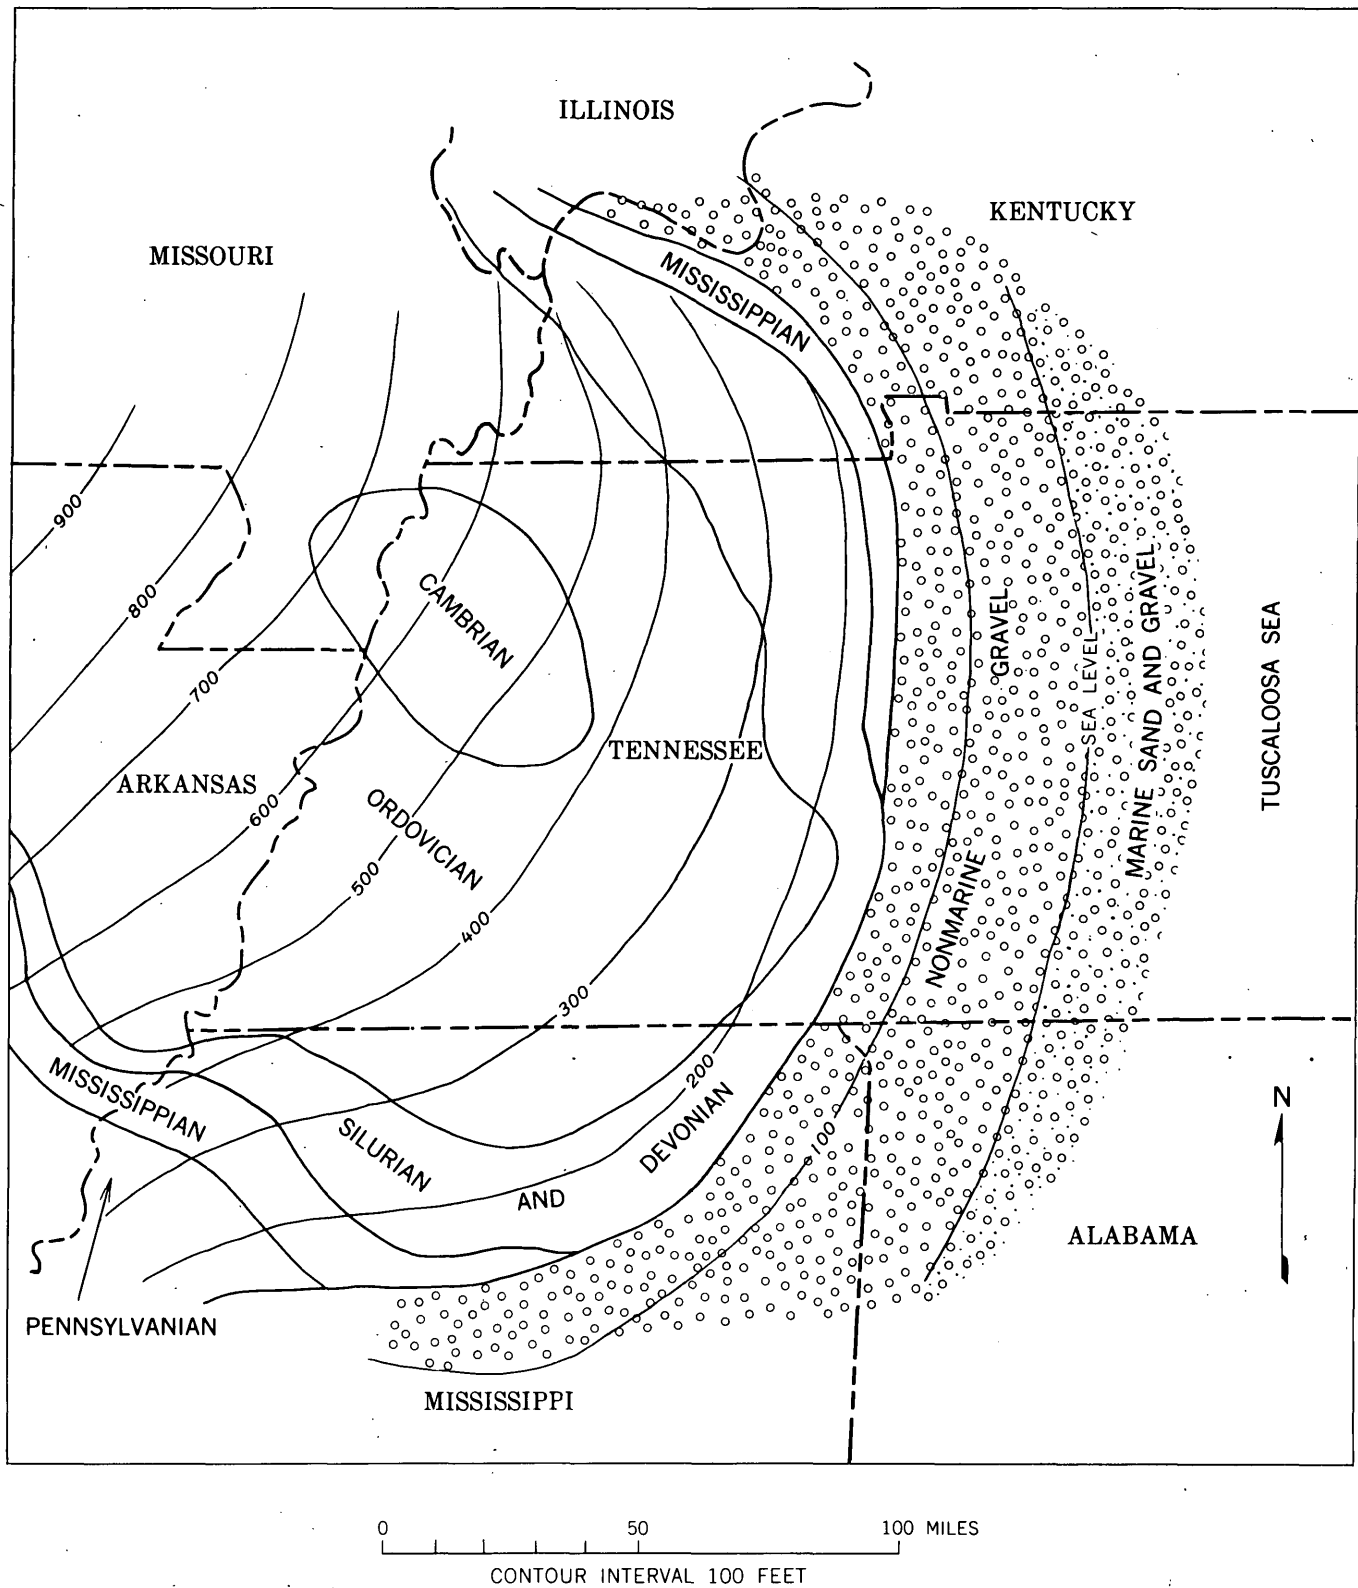 ILLINOIS
KENTUCKY
MISSOURI
MISSISSIPPIAN
900
800
CAMBRIAN
700
GRAVEL
SEA LEVEL
MARINE SAND AND GRAVEL
TUSCALOOSA SEA
TENNESSEE
ARKANSAS
600
ORDOVICIAN
500
400
NONMARINE
300
200
MISSISSIPPIAN
SILURIAN
AND
DEVONIAN
100
N
ALABAMA
PENNSYLVANIAN
MISSISSIPPI
0 50 100 MILES
CONTOUR INTERVAL 100 FEET